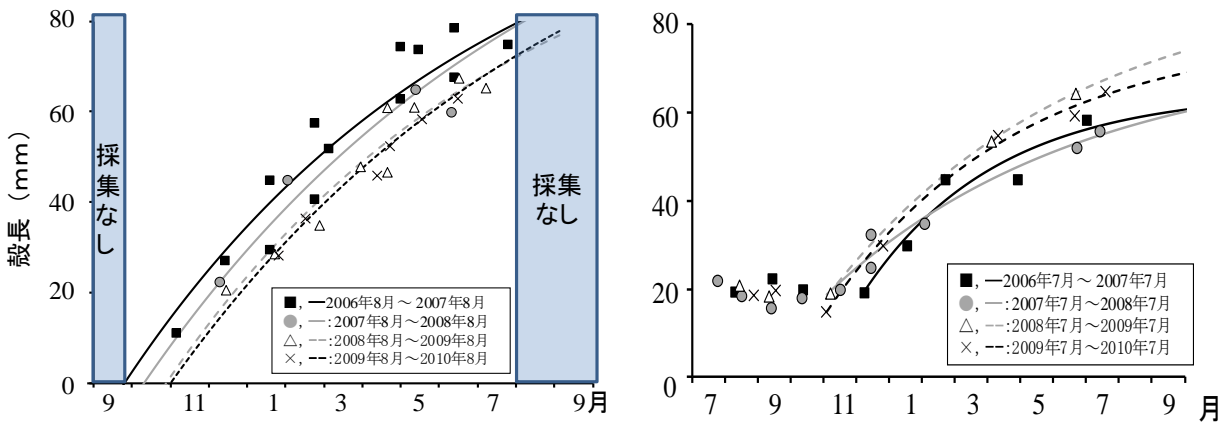 80
60
40
20
0
殻長 (mm)
採集なし
採集
なし
■, ―:2006年8月～2007年8月
●, ―:2007年8月～2008年8月
△, --:2008年8月～2009年8月
×, --:2009年8月～2010年8月
9 11 1 3 5 7 9月
80
60
40
20
0
■, ―2006年7月～2007年7月
●, ―:2007年7月～2008年7月
△, --:2008年7月～2009年7月
×, --:2009年7月～2010年7月
7 9 11 1 5 7 9 月